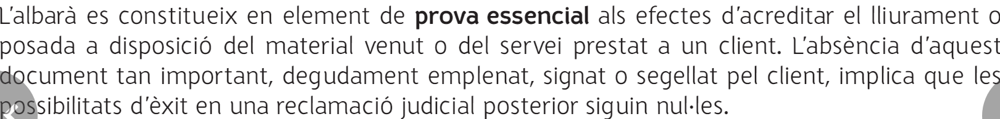 L'albarà es constitueix en element de prova essencial als efectes d'acreditar el lliurament o
posada a disposició del material venut o del servei prestat a un client. L'absència d'aquest
document tan important, degudament emplenat, signat o segellat pel client, implica que les
possibilitats d'èxit en una reclamació judicial posterior siguin nul·les.